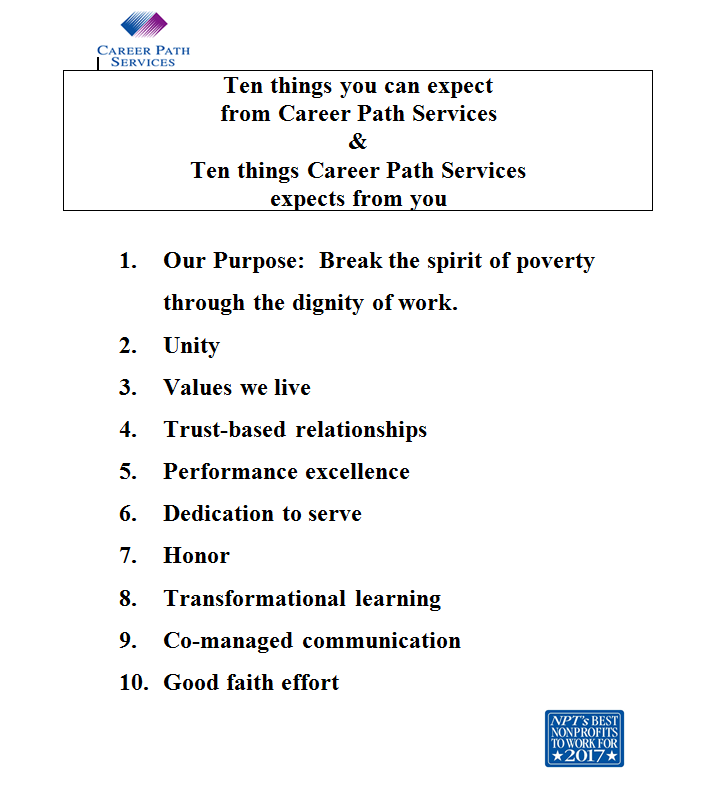 CAREER PATH
SERVICES
Ten things you can expect
from Career Path Services
&
Ten things Career Path Services
expects from you
1. Our Purpose: Break the spirit of poverty
through the dignity of work.
2. Unity
3. Values we live
4. Trust-based relationships
5. Performance excellence
6. Dedication to serve
7. Honor
8. Transformational learning
9. Co-managed communication
10. Good faith effort
NPT's BEST
NONPROFITS
TO WORK FOR
★2017★